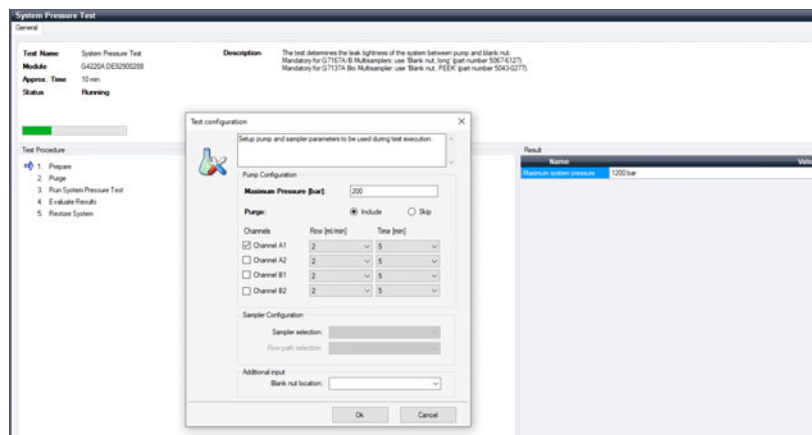 System Pressure Test
General
Test Name System Pressure Test
Module G4220A:DE92900288
Approx. Time 10 min
Status Running
Description The test determines the leak tightness of the system between pump and blank nut.
Mandatory for G7167A/B Multisamplers: use 'Blank nut, long' (part number 5067-6127).
Mandatory for G7137A Bio Multisampler: use 'Blank nut, PEEK' (part number 5043-0277).
Test Procedure
1. Prepare
2. Purge
3. Run System Pressure Test
4. Evaluate Results
5. Restore System
Test configuration
Setup pump and sampler parameters to be used during test execution.
Pump Configuration
Maximum Pressure [bar]: 200
Purge: Include Skip
Channels Flow [ml/min] Time [min]
Channel A1 2 5
Channel A2 2 5
Channel B1 2 5
Channel B2 2 5
Sampler Configuration
Sampler selection:
Flow path selection:
Additional input
Blank nut location:
Ok Cancel
Result
Name Valu
Maximum system pressure 1200 bar